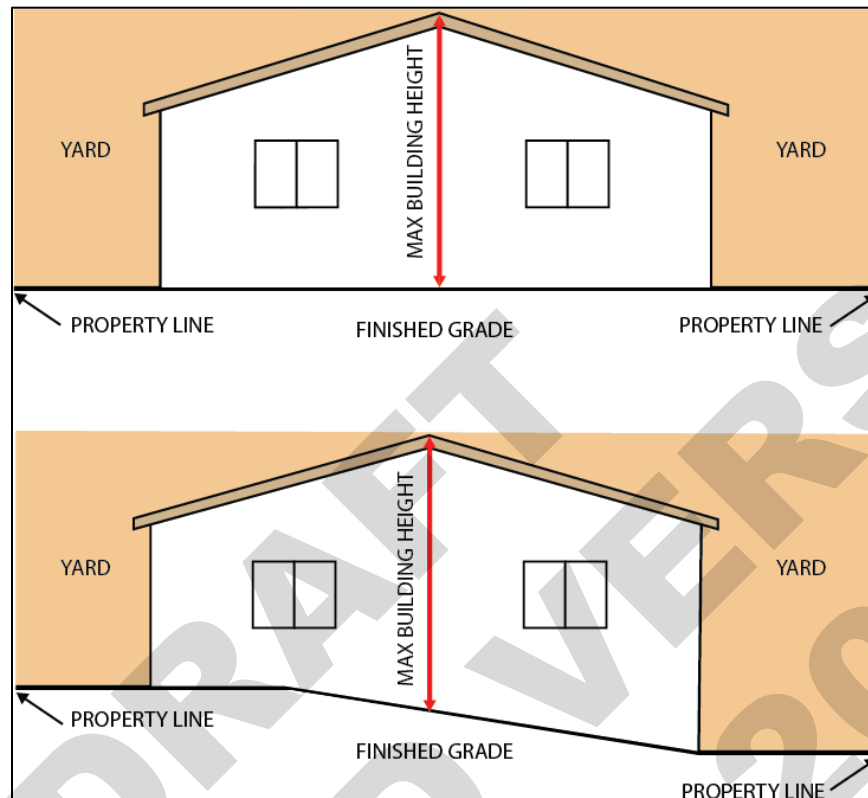 MAX BUILDING HEIGHT
YARD
YARD
PROPERTY LINE
FINISHED GRADE
PROPERTY LINE
DRAFT
MAX BUILDING HEIGHT
YARD
YARD
PROPERTY LINE
FINISHED GRADE
PROPERTY LINE